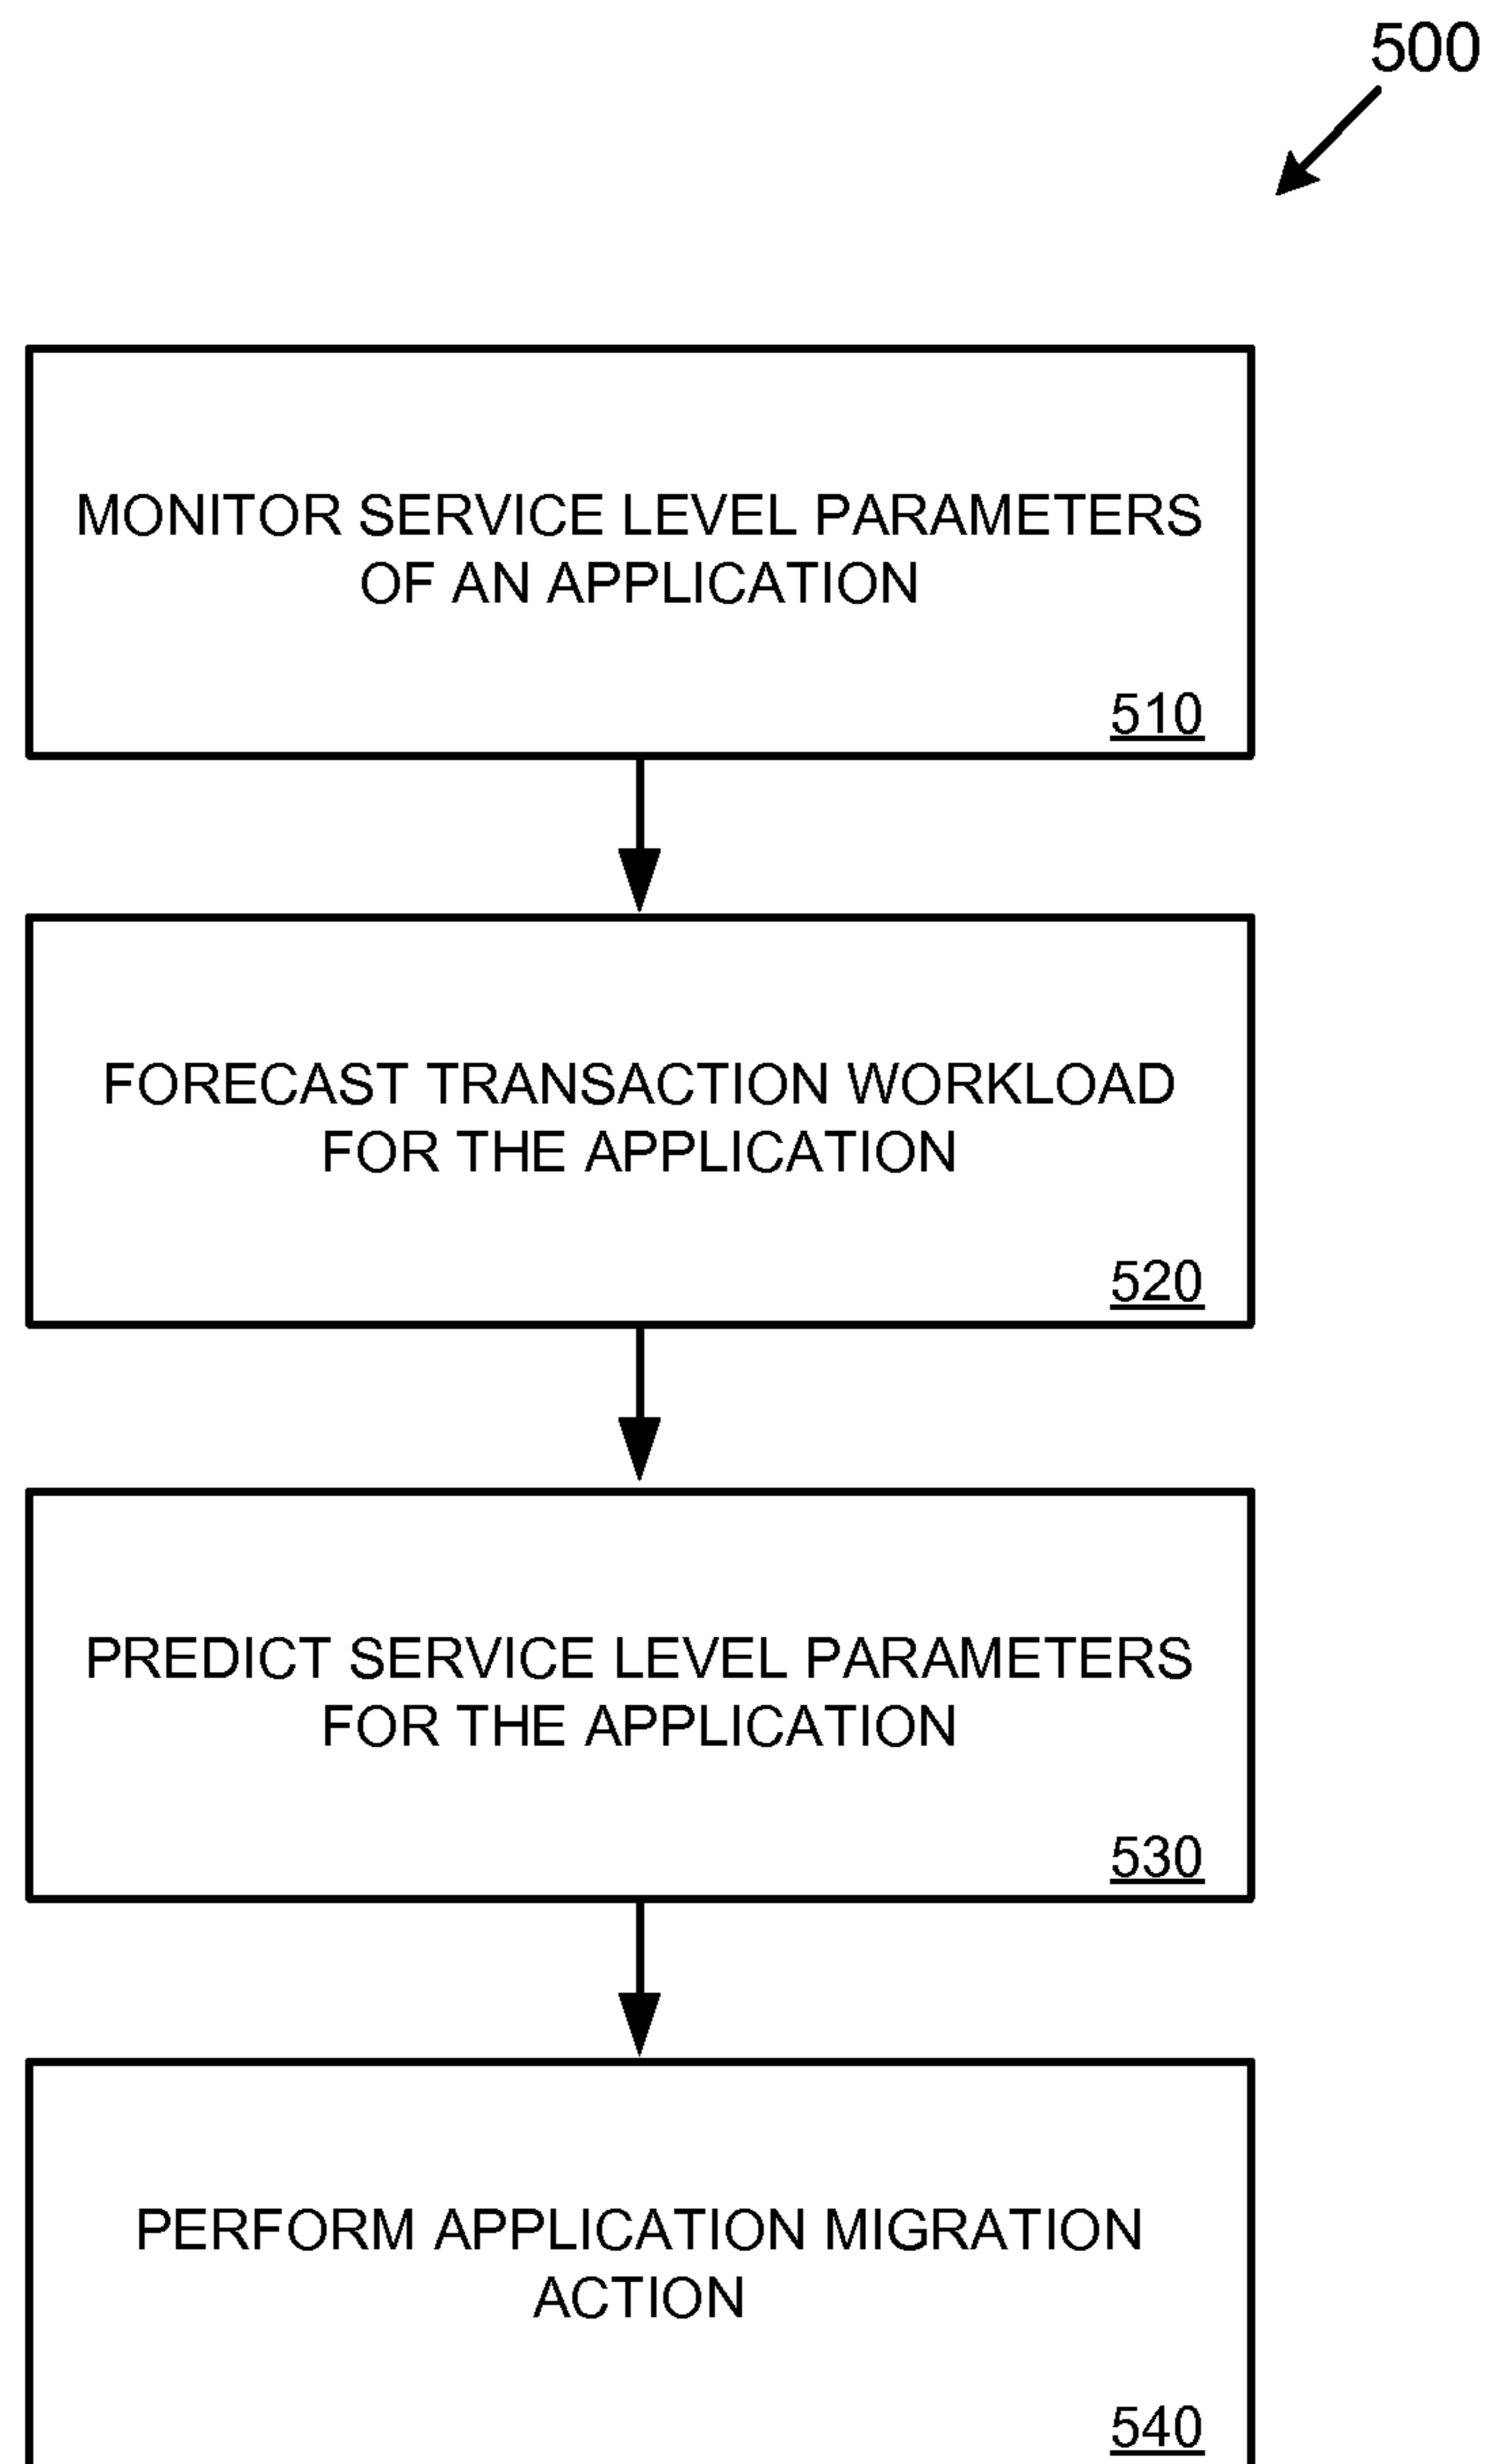 500
MONITOR SERVICE LEVEL PARAMETERS
OF AN APPLICATION
510
FORECAST TRANSACTION WORKLOAD
FOR THE APPLICATION
520
PREDICT SERVICE LEVEL PARAMETERS
FOR THE APPLICATION
530
PERFORM APPLICATION MIGRATION
ACTION
540